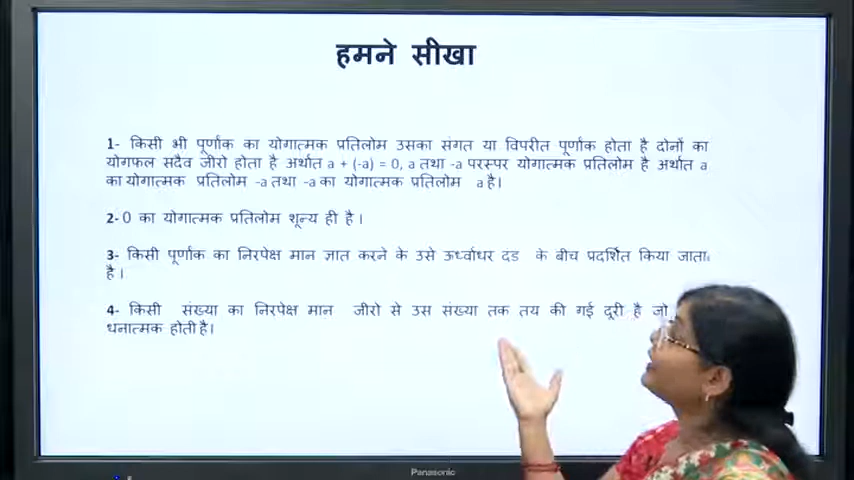 हमने सीखा
1- किसी भी पूर्णांक का योगात्मक प्रतिलोम उसका संगत या विपरीत पूर्णांक होता है दोनों का
योगफल सदैव जीरो होता है अर्थात a + (-a) = 0, a तथा -a परस्पर योगात्मक प्रतिलोम है अर्थात a
का योगात्मक प्रतिलोम -a तथा -a का योगात्मक प्रतिलोम a है।
2- 0 का योगात्मक प्रतिलोम शून्य ही है।
3- किसी पूर्णांक का निरपेक्ष मान ज्ञात करने के उसे ऊर्ध्वाधर दंड के बीच प्रदर्शित किया जाता
है।
4- किसी संख्या का निरपेक्ष मान जीरो से उस संख्या तक तय की गई दूरी है जो
धनात्मक होती है।
Panasonic